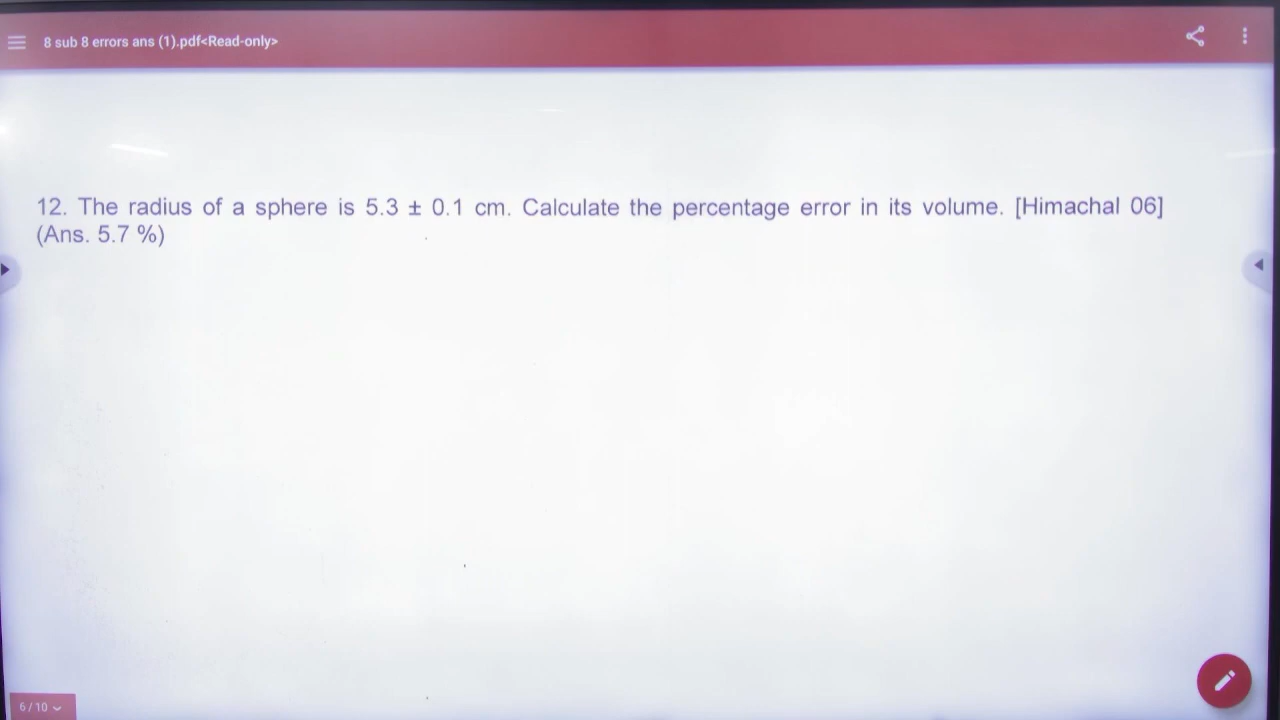 8 sub 8 errors ans (1).pdf<Read-only>
12. The radius of a sphere is 5.3 ± 0.1 cm. Calculate the percentage error in its volume. [Himachal 06]
(Ans. 5.7 %)
6 / 10